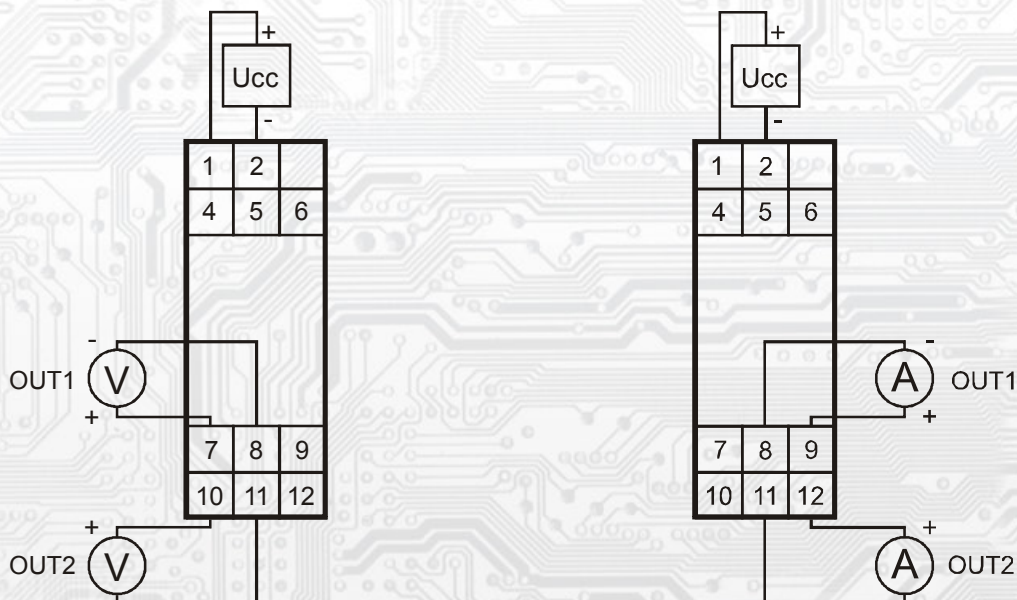 + +
Ucc Ucc
- -
1 2 1 2
4 5 6 4 5 6
- -
OUT1 V A OUT1
+ +
7 8 9 7 8 9
10 11 12 10 11 12
+ +
OUT2 V A OUT2